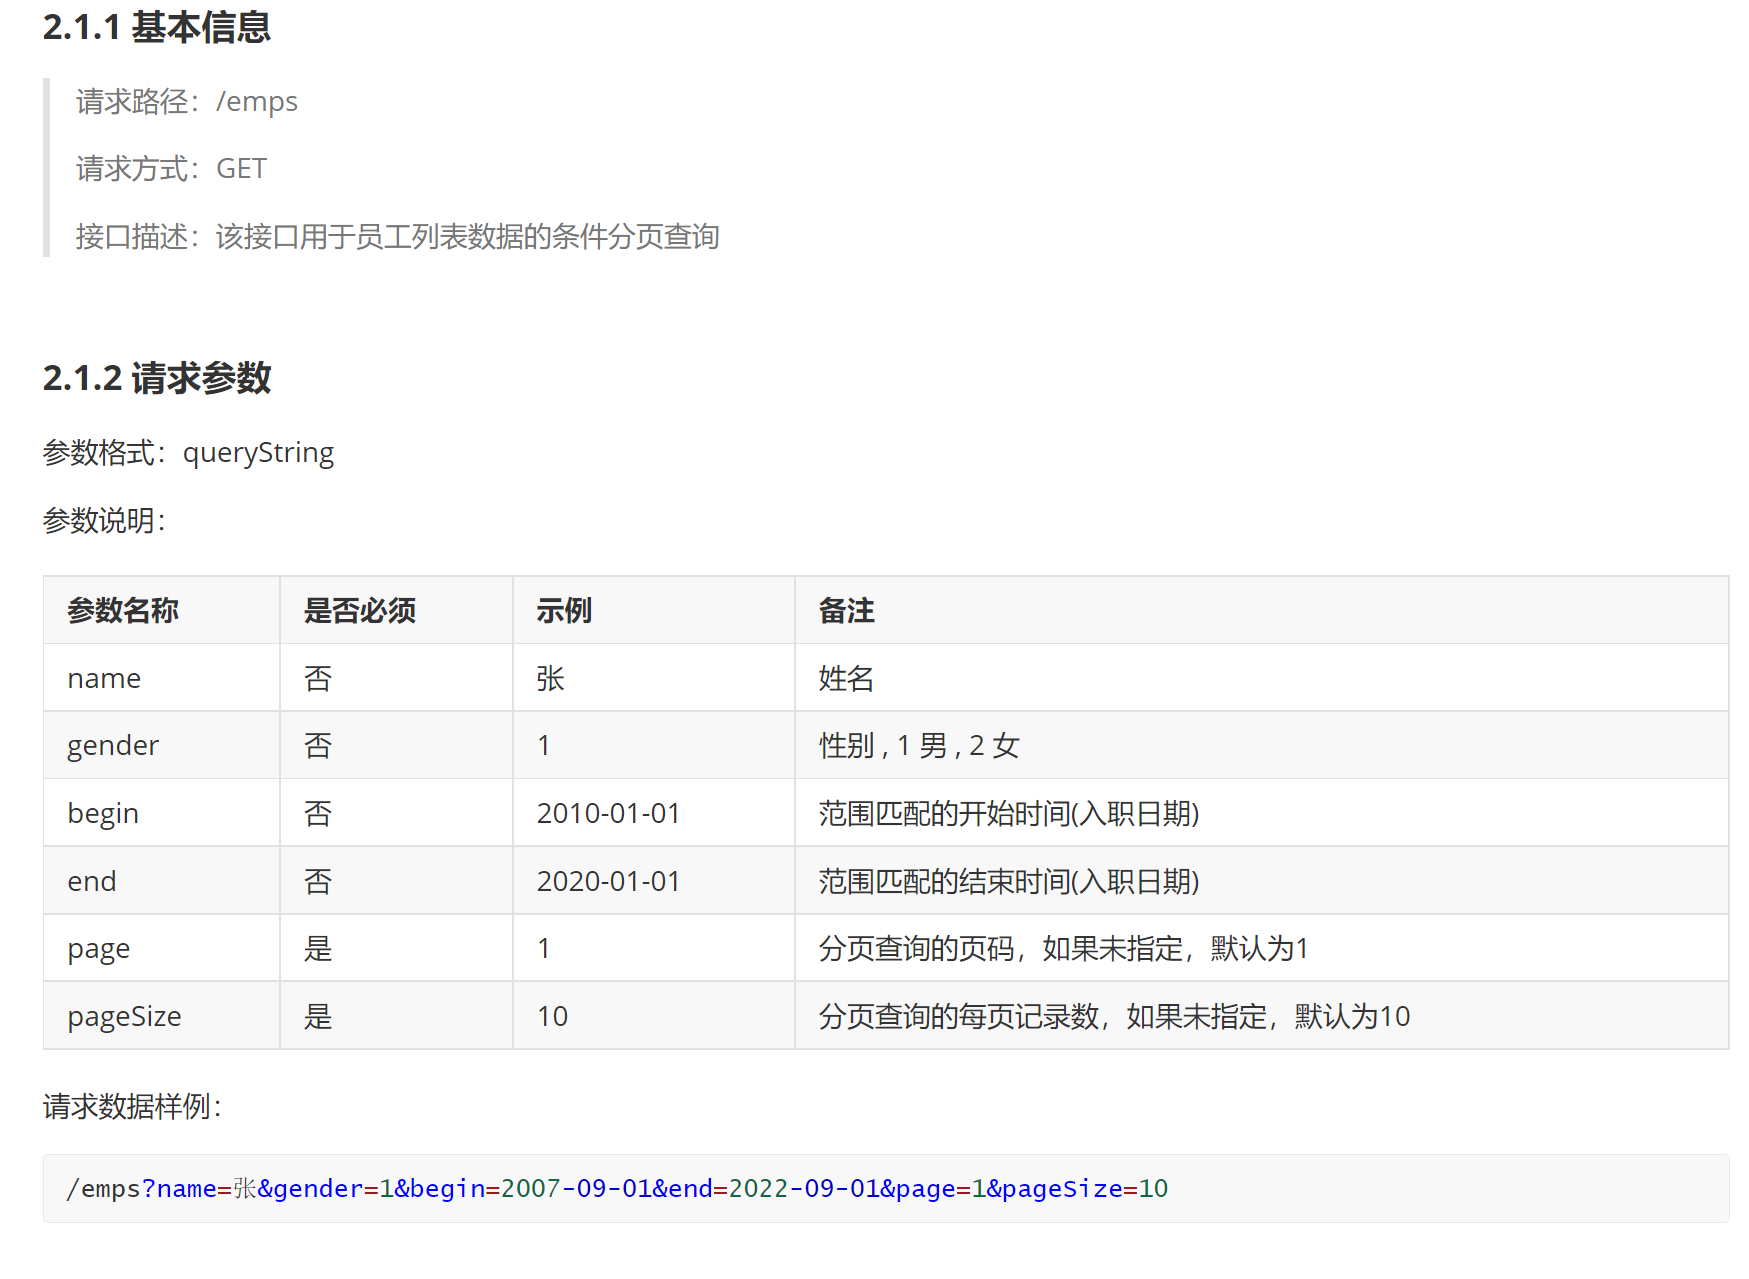 2.1.1 基本信息
请求路径：/emps
请求方式：GET
接口描述：该接口用于员工列表数据的条件分页查询
2.1.2 请求参数
参数格式：queryString
参数说明：
参数名称 是否必须 示例 备注
name 否 张 姓名
gender 否 1 性别 , 1 男 , 2 女
begin 否 2010-01-01 范围匹配的开始时间(入职日期)
end 否 2020-01-01 范围匹配的结束时间(入职日期)
page 是 1 分页查询的页码，如果未指定，默认为1
pageSize 是 10 分页查询的每页记录数，如果未指定，默认为10
请求数据样例：
/emps?name=张&gender=1&begin=2007-09-01&end=2022-09-01&page=1&pageSize=10